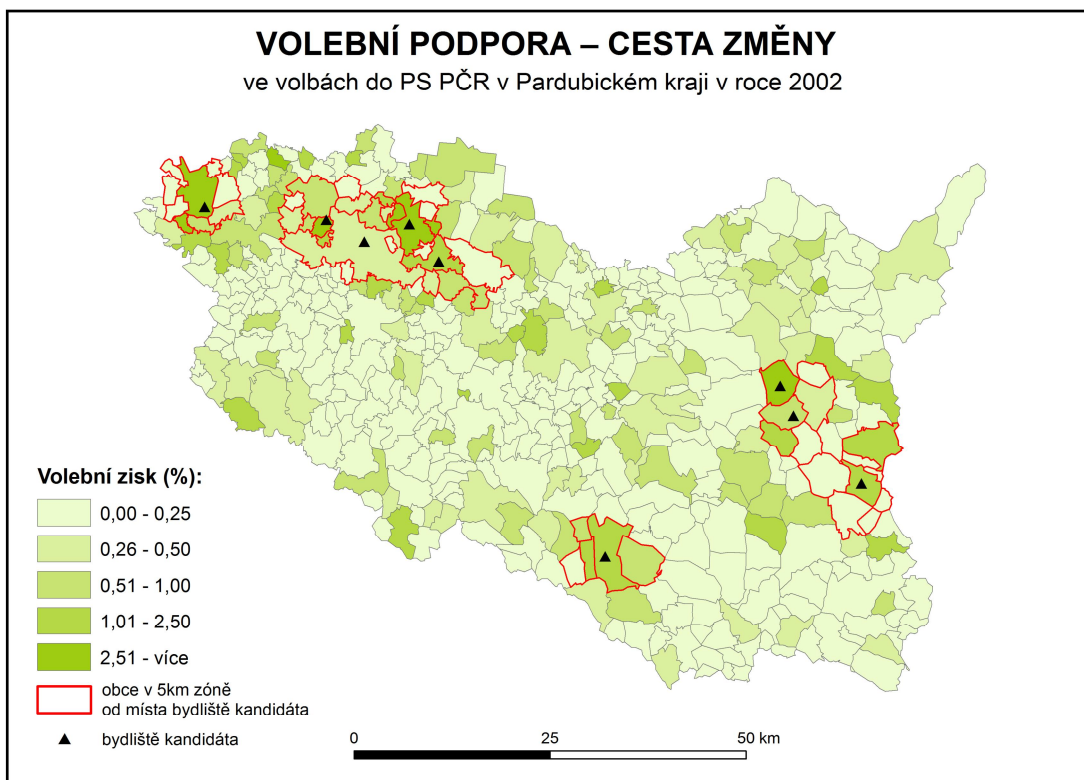 VOLEBNÍ PODPORA – CESTA ZMĚNY
ve volbách do PS PČR v Pardubickém kraji v roce 2002
Volební zisk (%):
0,00 - 0,25
0,26 - 0,50
0,51 - 1,00
1,01 - 2,50
2,51 - více
obce v 5km zóně
od místa bydliště kandidáta
bydliště kandidáta
0 25 50 km